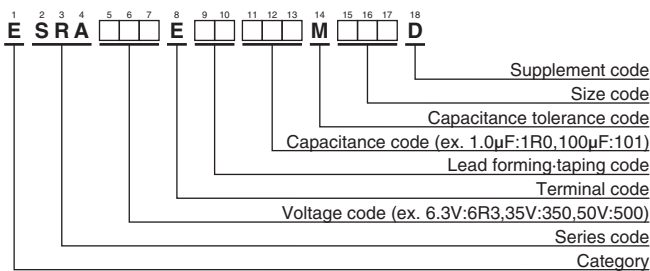 1 2 3 4 5 6 7 8 9 10 11 12 13 14 15 16 17 18
E S R A E M D
Supplement code
Size code
Capacitance tolerance code
Capacitance code (ex. 1.0µF:1R0,100µF:101)
Lead forming·taping code
Terminal code
Voltage code (ex. 6.3V:6R3,35V:350,50V:500)
Series code
Category